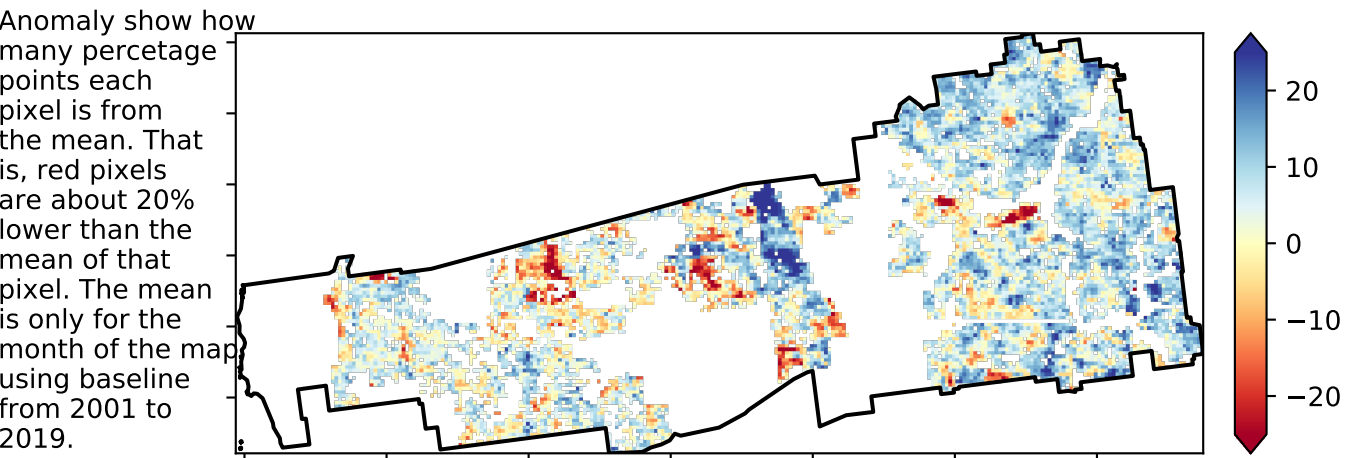 Anomaly show how
many percetage
points each
pixel is from
the mean. That
is, red pixels
are about 20%
lower than the
mean of that
pixel. The mean
is only for the
month of the map
using baseline
from 2001 to
2019.
20
10
0
−10
−20